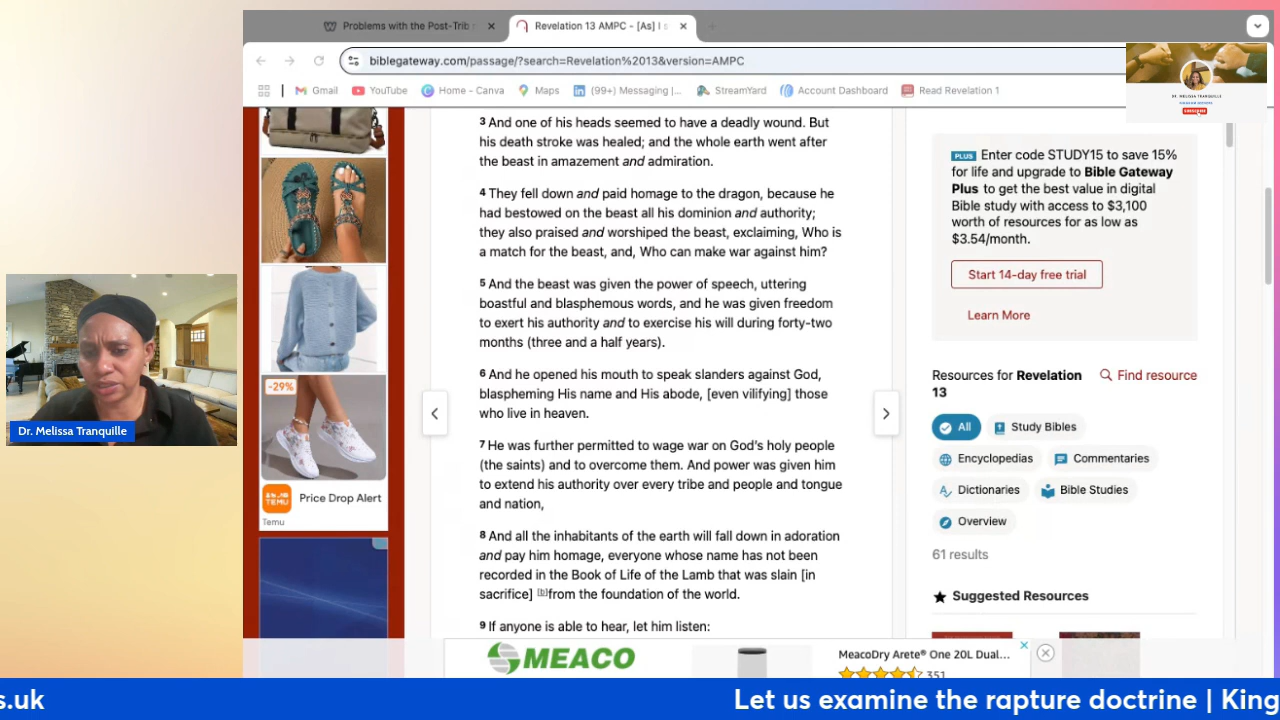 Problems with the Post-Trib
Revelation 13 AMPC - [As] I s
biblegateway.com/passage/?search=Revelation%2013&version=AMPC
Gmail
YouTube
Home - Canva
Maps
(99+) Messaging |...
StreamYard
Account Dashboard
Read Revelation 1
DR. MELISSA TRANQUILLE
SUBSCRIBE
3 And one of his heads seemed to have a deadly wound. But
his death stroke was healed; and the whole earth went after
the beast in amazement and admiration.
4 They fell down and paid homage to the dragon, because he
had bestowed on the beast all his dominion and authority;
they also praised and worshiped the beast, exclaiming, Who is
a match for the beast, and, Who can make war against him?
5 And the beast was given the power of speech, uttering
boastful and blasphemous words, and he was given freedom
to exert his authority and to exercise his will during forty-two
months (three and a half years).
6 And he opened his mouth to speak slanders against God,
blaspheming His name and His abode, [even vilifying] those
who live in heaven.
7 He was further permitted to wage war on God's holy people
(the saints) and to overcome them. And power was given him
to extend his authority over every tribe and people and tongue
and nation,
8 And all the inhabitants of the earth will fall down in adoration
and pay him homage, everyone whose name has not been
recorded in the Book of Life of the Lamb that was slain [in
sacrifice] [b]from the foundation of the world.
9 If anyone is able to hear, let him listen:
PLUS Enter code STUDY15 to save 15%
for life and upgrade to Bible Gateway
Plus to get the best value in digital
Bible study with access to $3,100
worth of resources for as low as
$3.54/month.
Start 14-day free trial
Learn More
Resources for Revelation
13
Find resource
All
Study Bibles
Encyclopedias
Commentaries
Dictionaries
Bible Studies
Overview
61 results
Suggested Resources
-29%
TEMU
Price Drop Alert
Temu
Dr. Melissa Tranquille
MEACO
MeacoDry Arete® One 20L Dual...
351
s.uk
Let us examine the rapture doctrine | King